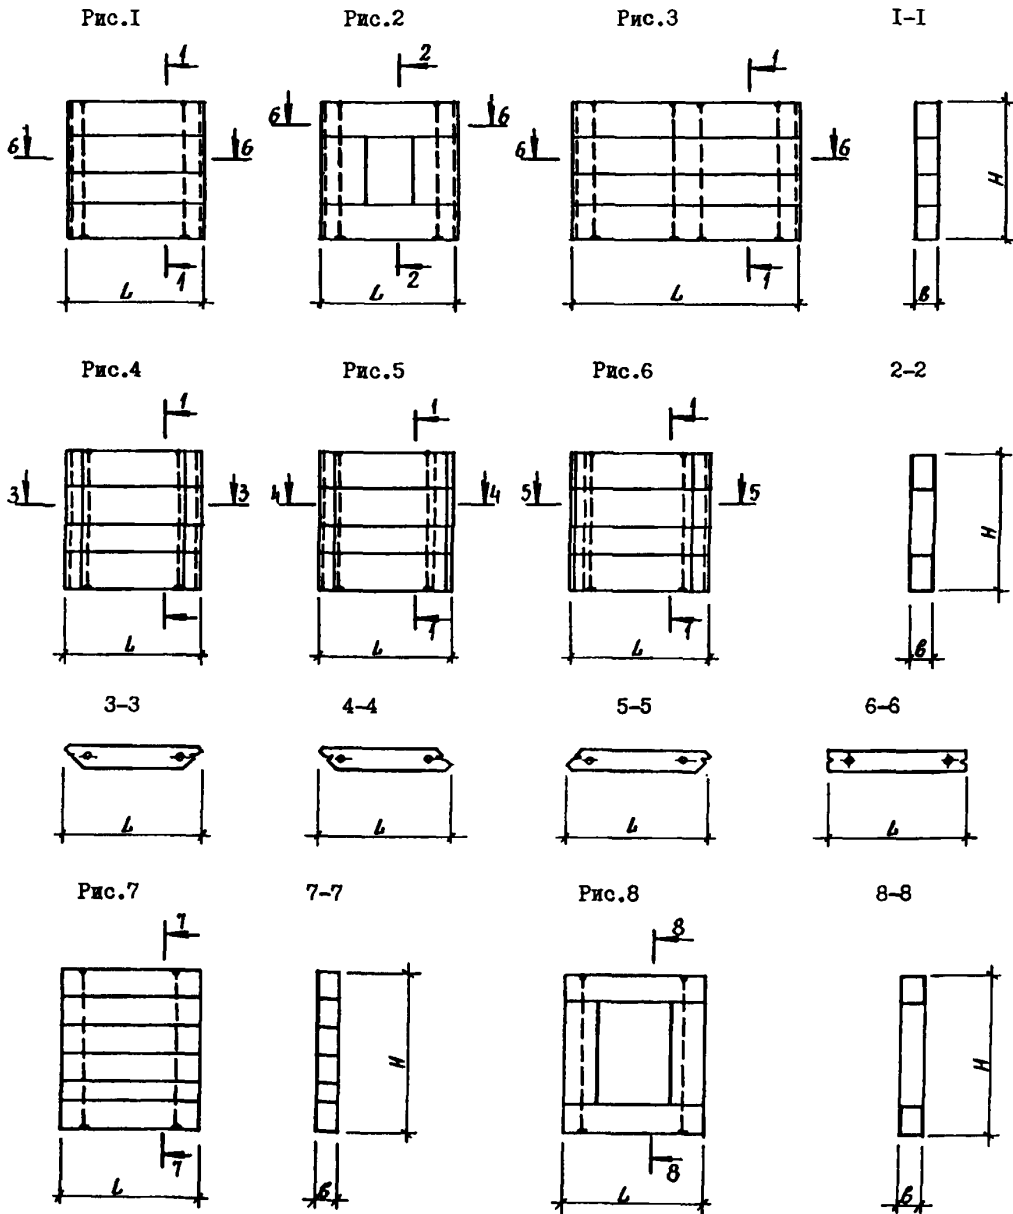 Рис.I Рис.2 Рис.3 I-I
1 2 1
6 6 6 6 6 6 H
1 2 1
L L L в
Рис.4 Рис.5 Рис.6 2-2
1 1 1
3 3 4 4 5 5 H
1 1
L L L в
3-3 4-4 5-5 6-6
L L L L
Рис.7 7-7 Рис.8 8-8
7 8
H H
7 8
L в L в